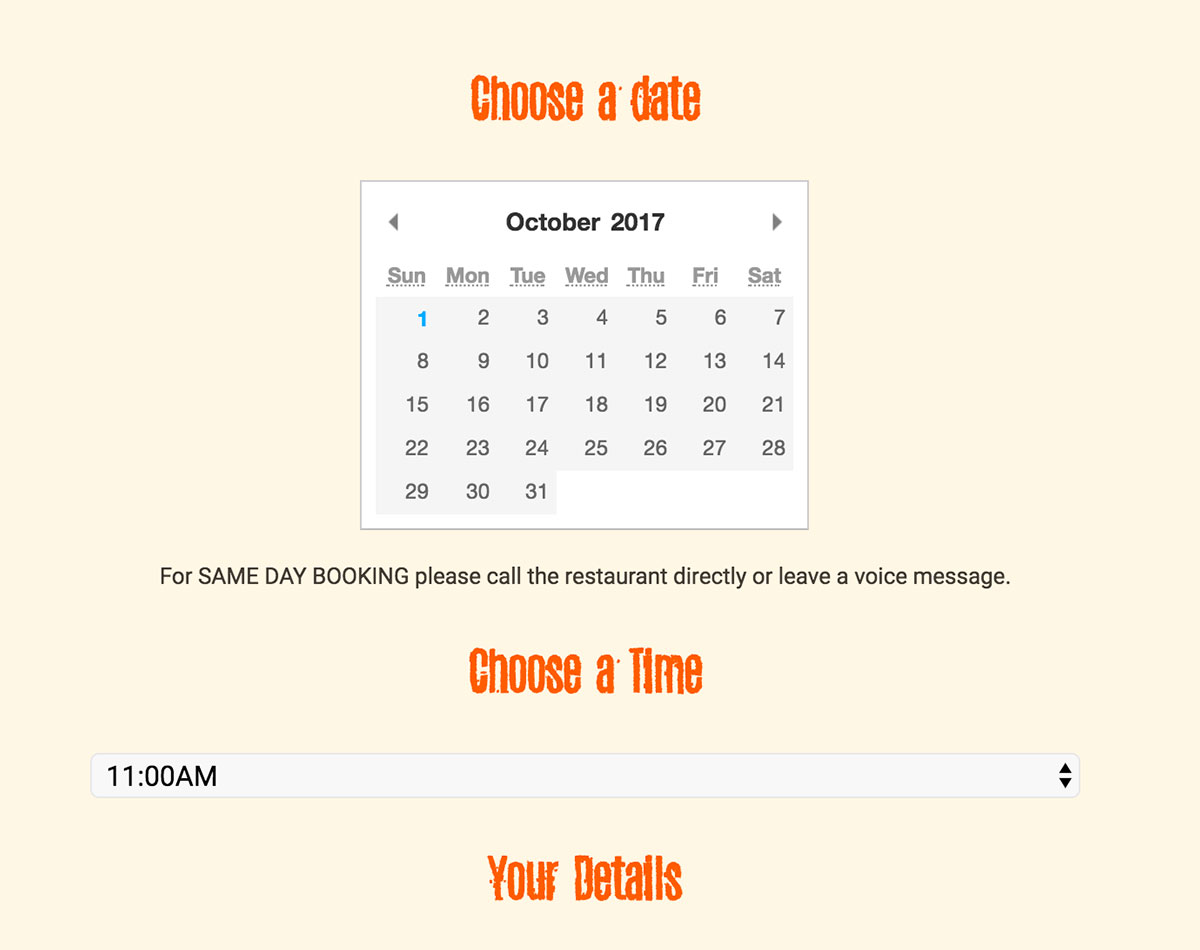 Choose a date
October 2017
Sun Mon Tue Wed Thu Fri Sat
1 2 3 4 5 6 7
8 9 10 11 12 13 14
15 16 17 18 19 20 21
22 23 24 25 26 27 28
29 30 31
For SAME DAY BOOKING please call the restaurant directly or leave a voice message.
Choose a Time
11:00AM
Your Details